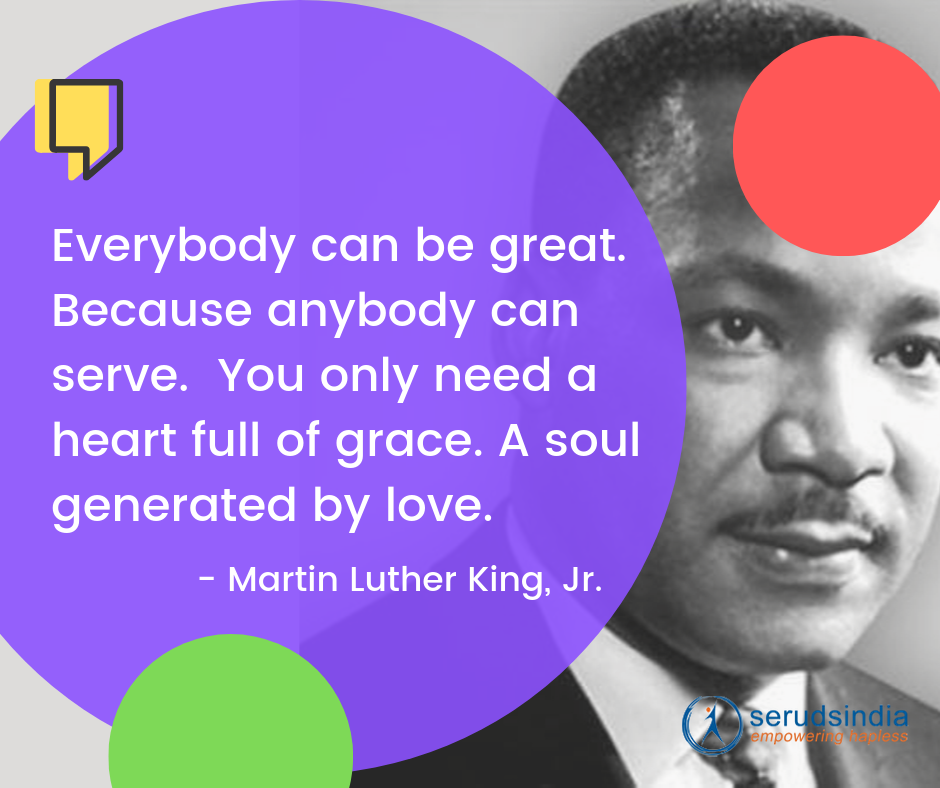 Everybody can be great.
Because anybody can
serve.  You only need a
heart full of grace. A soul
generated by love.
- Martin Luther King, Jr.
serudsindia
empowering hapless